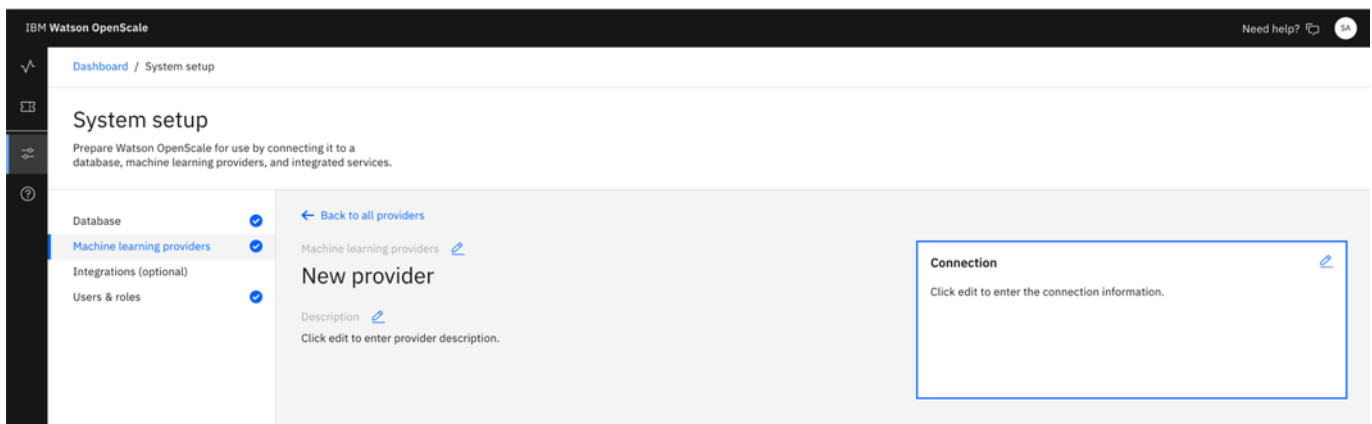 IBM Watson OpenScale
Need help?
SA
Dashboard / System setup
System setup
Prepare Watson OpenScale for use by connecting it to a
database, machine learning providers, and integrated services.
Database
Machine learning providers
Integrations (optional)
Users & roles
Back to all providers
Machine learning providers
New provider
Description
Click edit to enter provider description.
Connection
Click edit to enter the connection information.